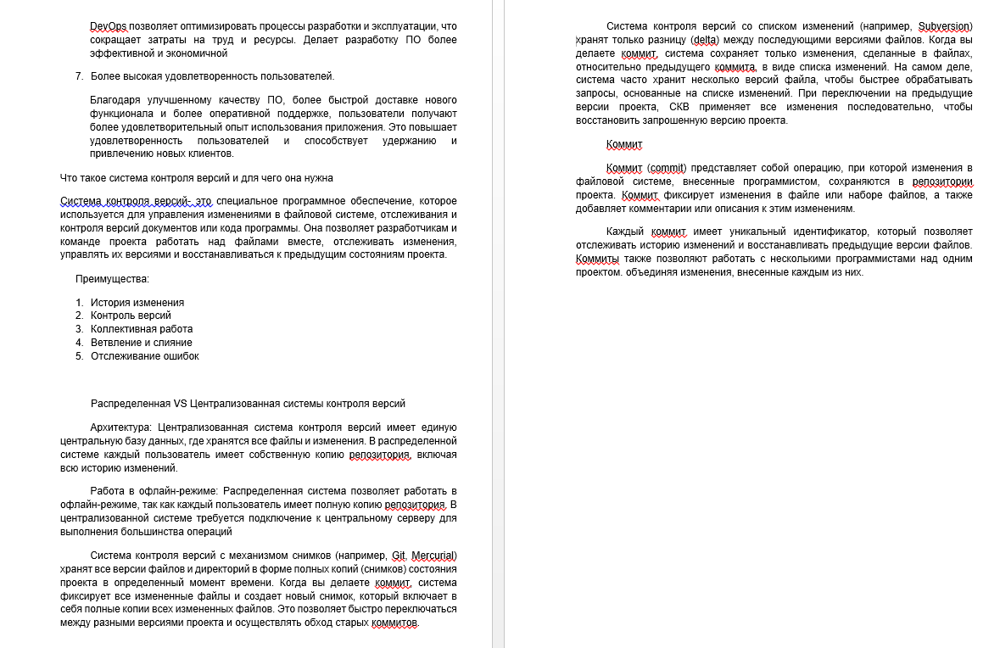 DevOps позволяет оптимизировать процессы разработки и эксплуатации, что
сокращает затраты на труд и ресурсы. Делает разработку ПО более
эффективной и экономичной
7. Более высокая удовлетворенность пользователей.
Благодаря улучшенному качеству ПО, более быстрой доставке нового
функционала и более оперативной поддержке, пользователи получают
более удовлетворительный опыт использования приложения. Это повышает
удовлетворенность пользователей и способствует удержанию и
привлечению новых клиентов.
Что такое система контроля версий и для чего она нужна
Система контроля версий- это специальное программное обеспечение, которое
используется для управления изменениями в файловой системе, отслеживания и
контроля версий документов или кода программы. Она позволяет разработчикам и
команде проекта работать над файлами вместе, отслеживать изменения,
управлять их версиями и восстанавливаться к предыдущим состояниям проекта.
Преимущества:
1. История изменения
2. Контроль версий
3. Коллективная работа
4. Ветвление и слияние
5. Отслеживание ошибок
Распределенная VS Централизованная системы контроля версий
Архитектура: Централизованная система контроля версий имеет единую
центральную базу данных, где хранятся все файлы и изменения. В распределенной
системе каждый пользователь имеет собственную копию репозитория, включая
всю историю изменений.
Работа в офлайн-режиме: Распределенная система позволяет работать в
офлайн-режиме, так как каждый пользователь имеет полную копию репозитория. В
централизованной системе требуется подключение к центральному серверу для
выполнения большинства операций
Система контроля версий с механизмом снимков (например, Git, Mercurial)
хранят все версии файлов и директорий в форме полных копий (снимков) состояния
проекта в определенный момент времени. Когда вы делаете коммит, система
фиксирует все измененные файлы и создает новый снимок, который включает в
себя полные копии всех измененных файлов. Это позволяет быстро переключаться
между разными версиями проекта и осуществлять обход старых коммитов.
Система контроля версий со списком изменений (например, Subversion)
хранят только разницу (delta) между последующими версиями файлов. Когда вы
делаете коммит, система сохраняет только изменения, сделанные в файлах,
относительно предыдущего коммита, в виде списка изменений. На самом деле,
система часто хранит несколько версий файла, чтобы быстрее обрабатывать
запросы, основанные на списке изменений. При переключении на предыдущие
версии проекта, СКВ применяет все изменения последовательно, чтобы
восстановить запрошенную версию проекта.
Коммит
Коммит (commit) представляет собой операцию, при которой изменения в
файловой системе, внесенные программистом, сохраняются в репозитории
проекта. Коммит фиксирует изменения в файле или наборе файлов, а также
добавляет комментарии или описания к этим изменениям.
Каждый коммит имеет уникальный идентификатор, который позволяет
отслеживать историю изменений и восстанавливать предыдущие версии файлов.
Коммиты также позволяют работать с несколькими программистами над одним
проектом. объединяя изменения, внесенные каждым из них.